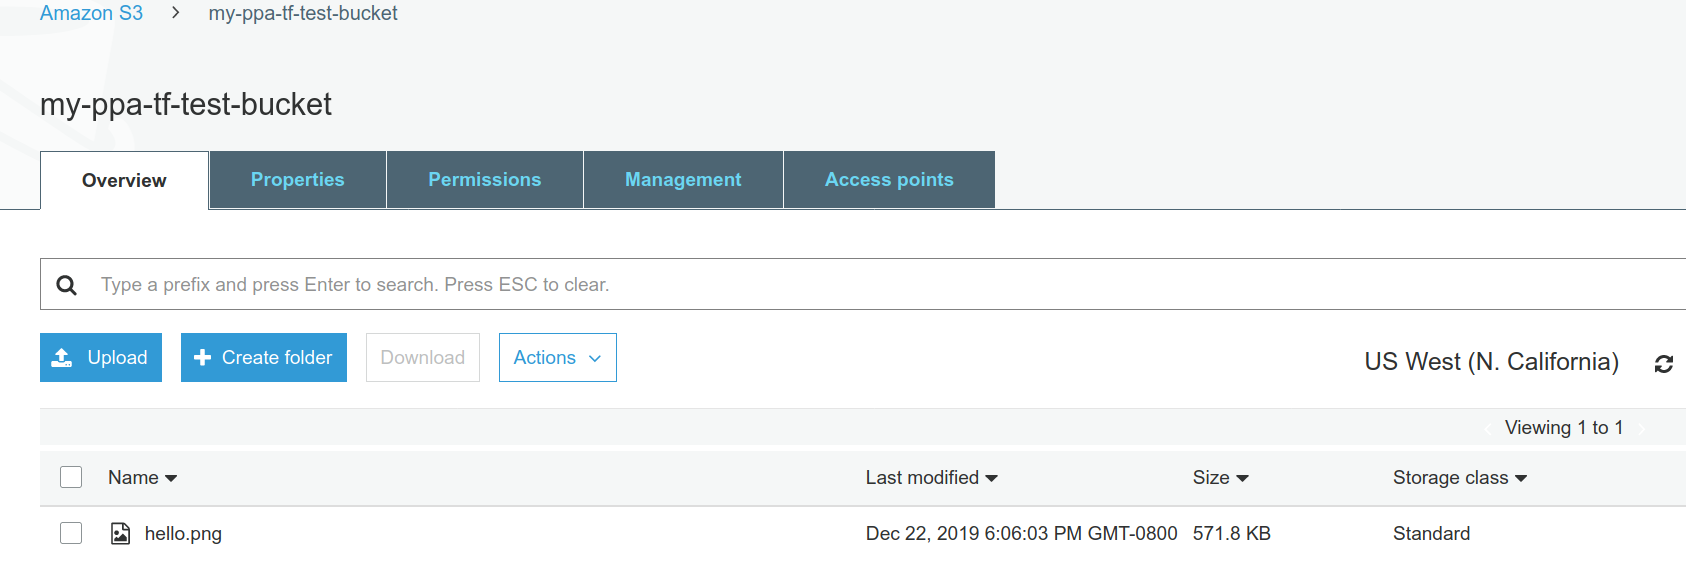 Amazon S3 > my-ppa-tf-test-bucket
my-ppa-tf-test-bucket
Overview Properties Permissions Management Access points
Type a prefix and press Enter to search. Press ESC to clear.
Upload Create folder Download Actions US West (N. California)
Viewing 1 to 1
Name Last modified Size Storage class
hello.png Dec 22, 2019 6:06:03 PM GMT-0800 571.8 KB Standard